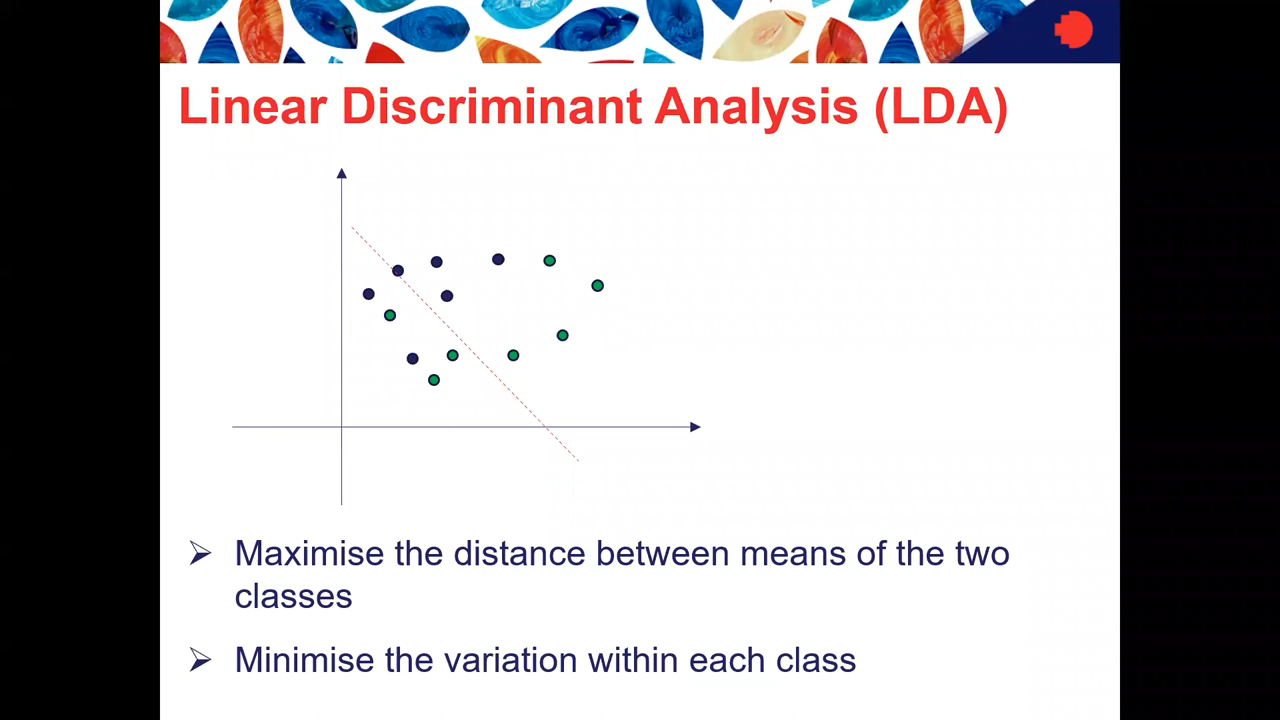 Linear Discriminant Analysis (LDA)
Maximise the distance between means of the two
classes
Minimise the variation within each class